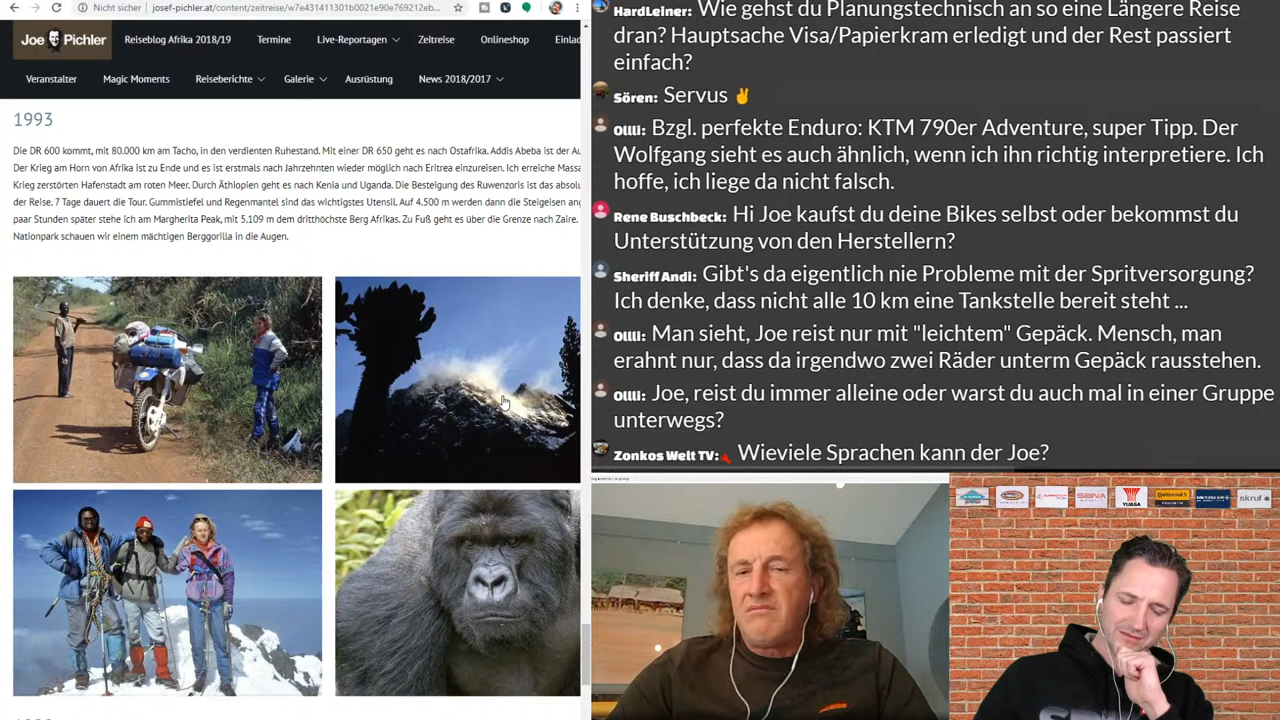 Nicht sicher | josef-pichler.at/content/zeitreise/w7e431411301b0021e90e769212eb...
Joe Pichler
Reiseblog Afrika 2018/19
Termine
Live-Reportagen
Zeitreise
Onlineshop
Einlad
Veranstalter
Magic Moments
Reiseberichte
Galerie
Ausrüstung
News 2018/2017
1993
Die DR 600 kommt, mit 80.000 km am Tacho, in den verdienten Ruhestand. Mit einer DR 650 geht es nach Ostafrika. Addis Abeba ist der Au
Der Krieg am Horn von Afrika ist zu Ende und es ist erstmals nach Jahrzehnten wieder möglich nach Eritrea einzureisen. Ich erreiche Massa
Krieg zerstörten Hafenstadt am roten Meer. Durch Äthiopien geht es nach Kenia und Uganda. Die Besteigung des Ruwenzoris ist das absolu
der Reise. 7 Tage dauert die Tour. Gummistiefel und Regenmantel sind das wichtigstes Utensil. Auf 4.500 m werden dann die Steigeisen an
paar Stunden später stehe ich am Margherita Peak, mit 5.109 m dem dritthöchste Berg Afrikas. Zu Fuß geht es über die Grenze nach Zaire.
Nationpark schauen wir einem mächtigen Berggorilla in die Augen.
HardLeiner: Wie gehst du Planungstechnisch an so eine Längere Reise
dran? Hauptsache Visa/Papierkram erledigt und der Rest passiert
einfach?
Sören: Servus ✌
Ollli: Bzgl. perfekte Enduro: KTM 790er Adventure, super Tipp. Der
Wolfgang sieht es auch ähnlich, wenn ich ihn richtig interpretiere. Ich
hoffe, ich liege da nicht falsch.
Rene Buschbeck: Hi Joe kaufst du deine Bikes selbst oder bekommst du
Unterstützung von den Herstellern?
Sheriff Andi: Gibt's da eigentlich nie Probleme mit der Spritversorgung?
Ich denke, dass nicht alle 10 km eine Tankstelle bereit steht ...
Ollli: Man sieht, Joe reist nur mit "leichtem" Gepäck. Mensch, man
erahnt nur, dass da irgendwo zwei Räder unterm Gepäck rausstehen.
Ollli: Joe, reist du immer alleine oder warst du auch mal in einer Gruppe
unterwegs?
Zonkos Welt TV: Wieviele Sprachen kann der Joe?
SENA
YUASA
Continental
METZELER
skruf